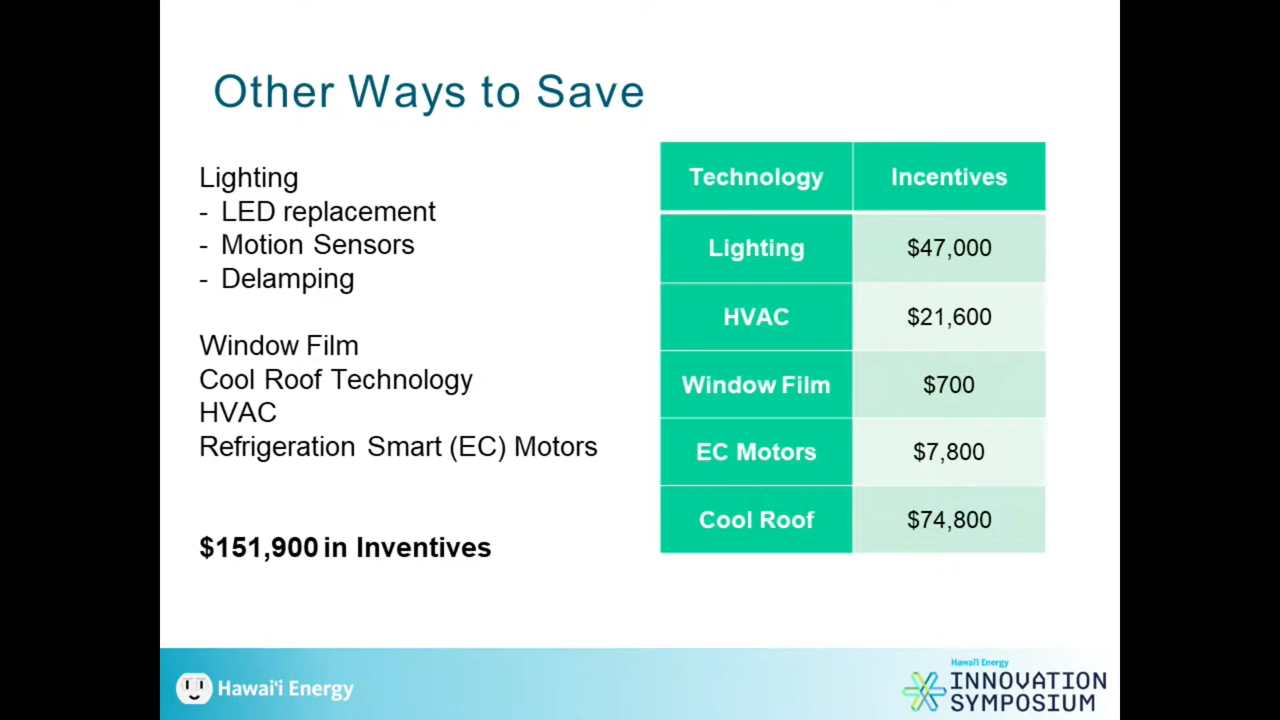 Other Ways to Save
Lighting
- LED replacement
- Motion Sensors
- Delamping
Window Film
Cool Roof Technology
HVAC
Refrigeration Smart (EC) Motors
$151,900 in Inventives
Technology Incentives
Lighting $47,000
HVAC $21,600
Window Film $700
EC Motors $7,800
Cool Roof $74,800
Hawai‘i Energy
Hawai‘i Energy
INNOVATION
SYMPOSIUM